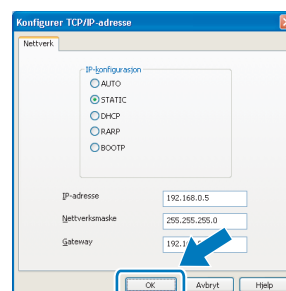 Konfigurer TCP/IP-adresse
Nettverk
IP-konfigurasjon
AUTO
STATIC
DHCP
RARP
BOOTP
IP-adresse 192.168.0.5
Nettverksmaske 255.255.255.0
Gateway
OK Avbryt Hjelp